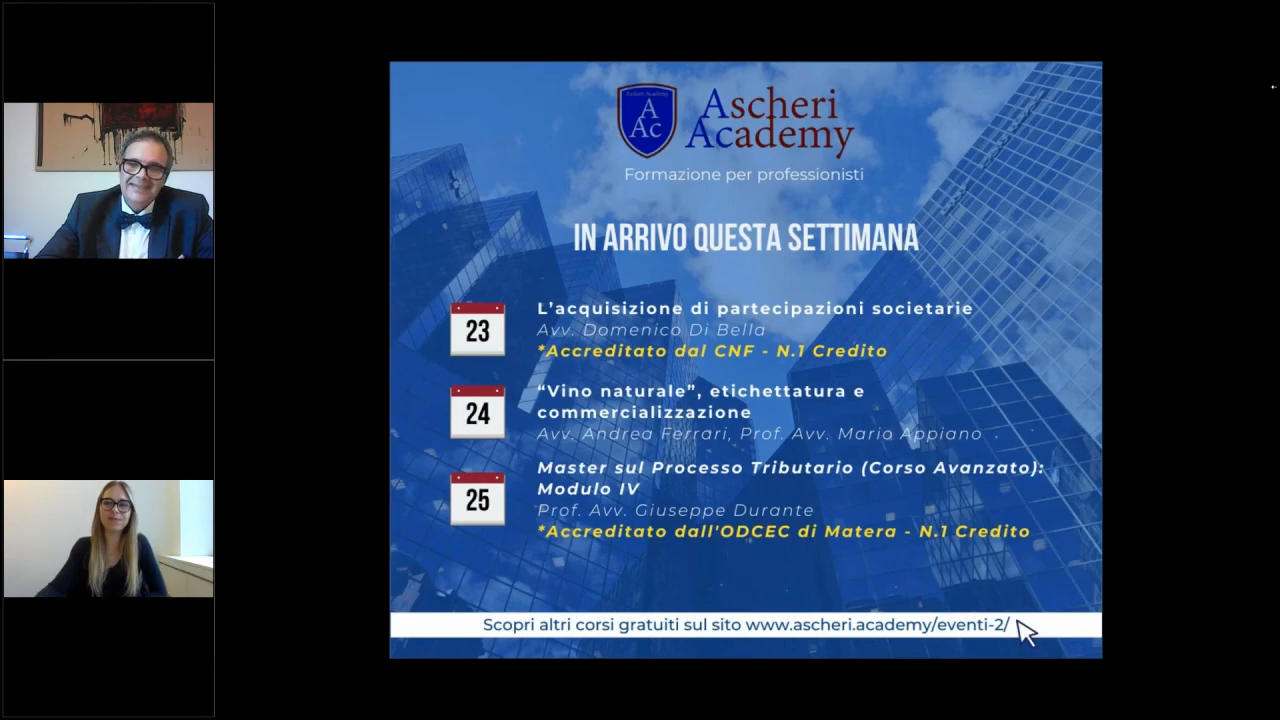 A
Ac
Ascheri
Academy
Formazione per professionisti
IN ARRIVO QUESTA SETTIMANA
23
L'acquisizione di partecipazioni societarie
Avv. Domenico Di Bella
*Accreditato dal CNF - N.1 Credito
24
“Vino naturale”, etichettatura e
commercializzazione
Avv. Andrea Ferrari, Prof. Avv. Mario Appiano
25
Master sul Processo Tributario (Corso Avanzato):
Modulo IV
Prof. Avv. Giuseppe Durante
*Accreditato dall'ODCEC di Matera - N.1 Credito
Scopri altri corsi gratuiti sul sito www.ascheri.academy/eventi-2/